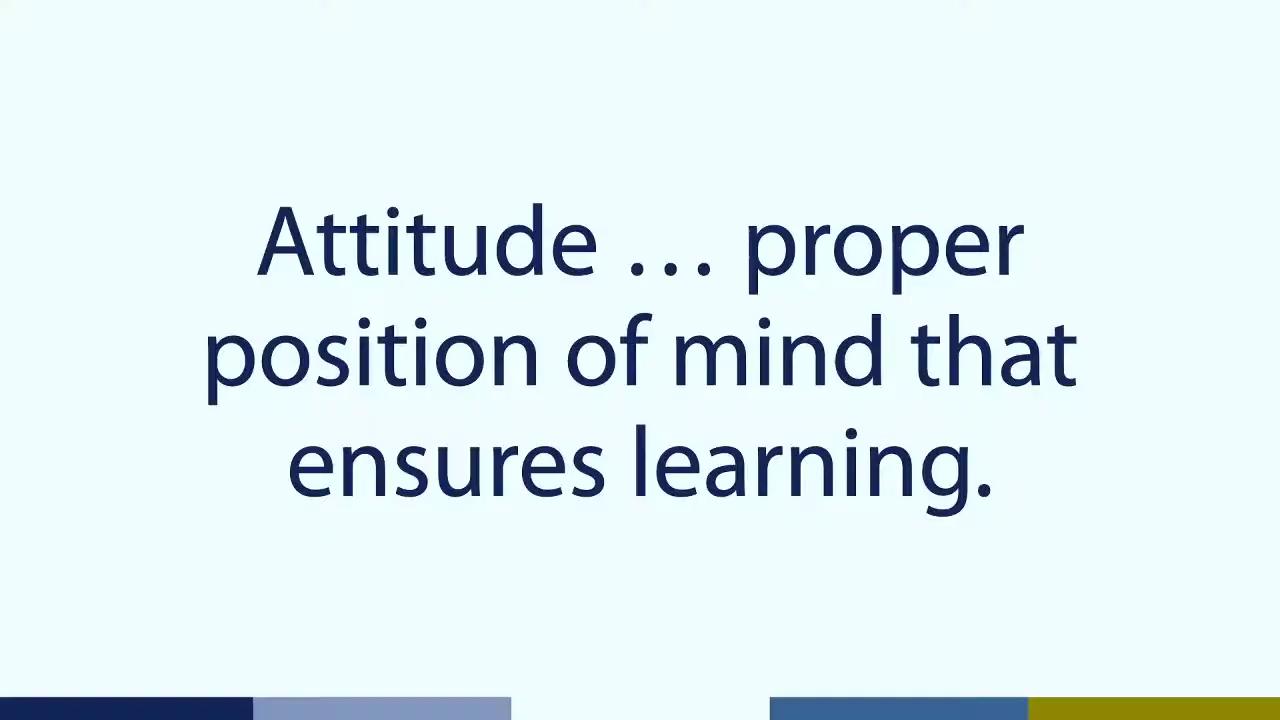 Attitude … proper
position of mind that
ensures learning.